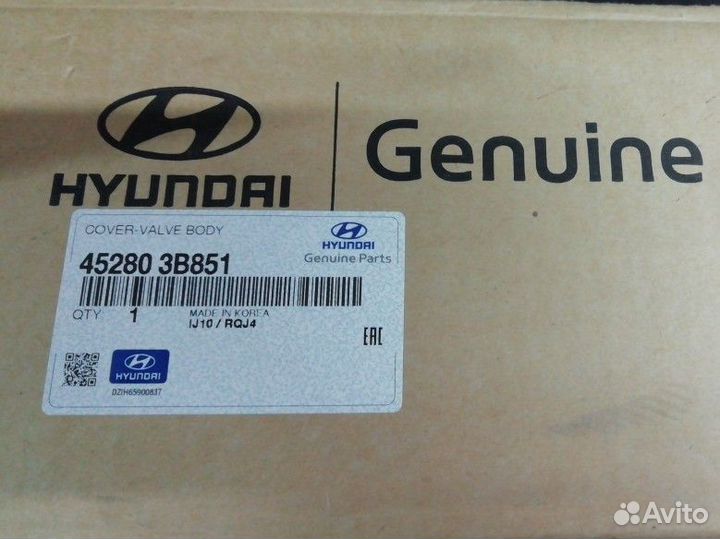 HYUNDAI
Genuine
COVER-VALVE BODY
HYUNDAI
Genuine Parts
45280 3B851
QTY 1
MADE IN KOREA
IJ10 / RQJ4
EAC
HYUNDAI
DZIH65900837
Avito